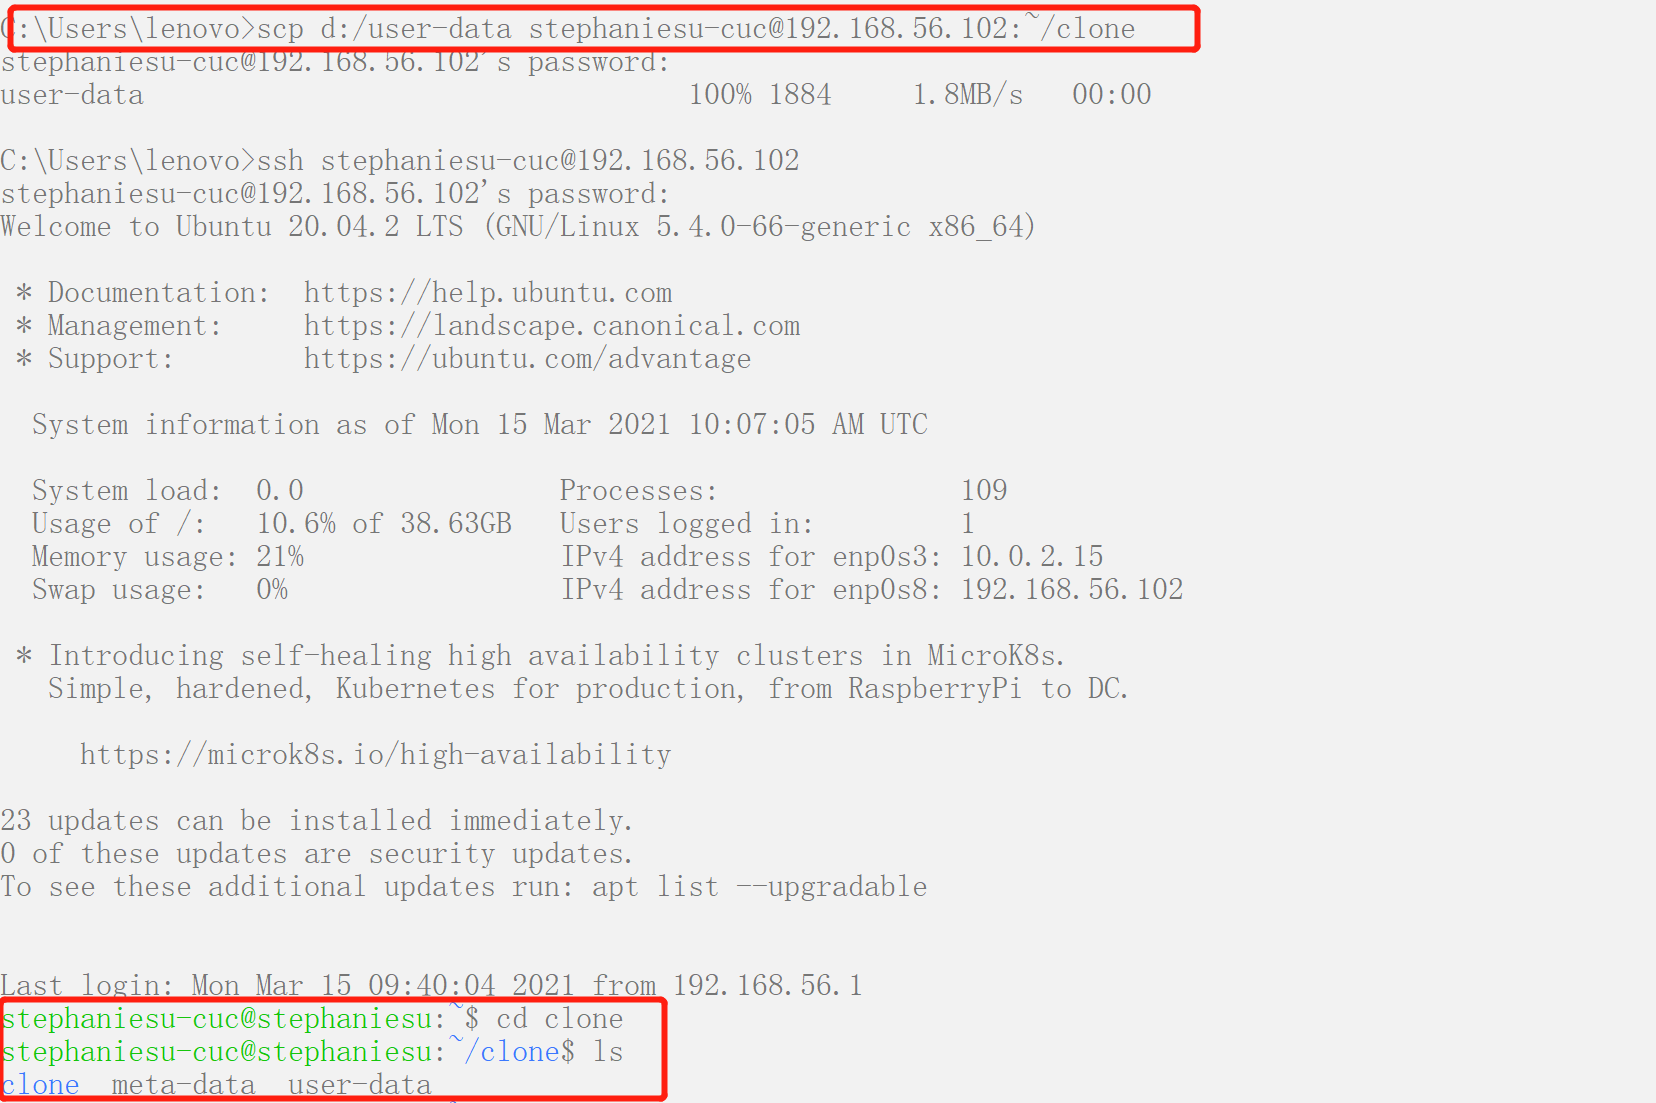 C:\Users\lenovo>scp d:/user-data stephaniesu-cuc@192.168.56.102:~/clone
stephaniesu-cuc@192.168.56.102's password:
user-data                                  100% 1884     1.8MB/s   00:00
C:\Users\lenovo>ssh stephaniesu-cuc@192.168.56.102
stephaniesu-cuc@192.168.56.102's password:
Welcome to Ubuntu 20.04.2 LTS (GNU/Linux 5.4.0-66-generic x86_64)
 * Documentation:  https://help.ubuntu.com
 * Management:     https://landscape.canonical.com
 * Support:        https://ubuntu.com/advantage
  System information as of Mon 15 Mar 2021 10:07:05 AM UTC
  System load:  0.0                Processes:               109
  Usage of /:   10.6% of 38.63GB   Users logged in:         1
  Memory usage: 21%                IPv4 address for enp0s3: 10.0.2.15
  Swap usage:   0%                 IPv4 address for enp0s8: 192.168.56.102
 * Introducing self-healing high availability clusters in MicroK8s.
   Simple, hardened, Kubernetes for production, from RaspberryPi to DC.
     https://microk8s.io/high-availability
23 updates can be installed immediately.
0 of these updates are security updates.
To see these additional updates run: apt list --upgradable
Last login: Mon Mar 15 09:40:04 2021 from 192.168.56.1
stephaniesu-cuc@stephaniesu:~$ cd clone
stephaniesu-cuc@stephaniesu:~/clone$ ls
clone  meta-data  user-data